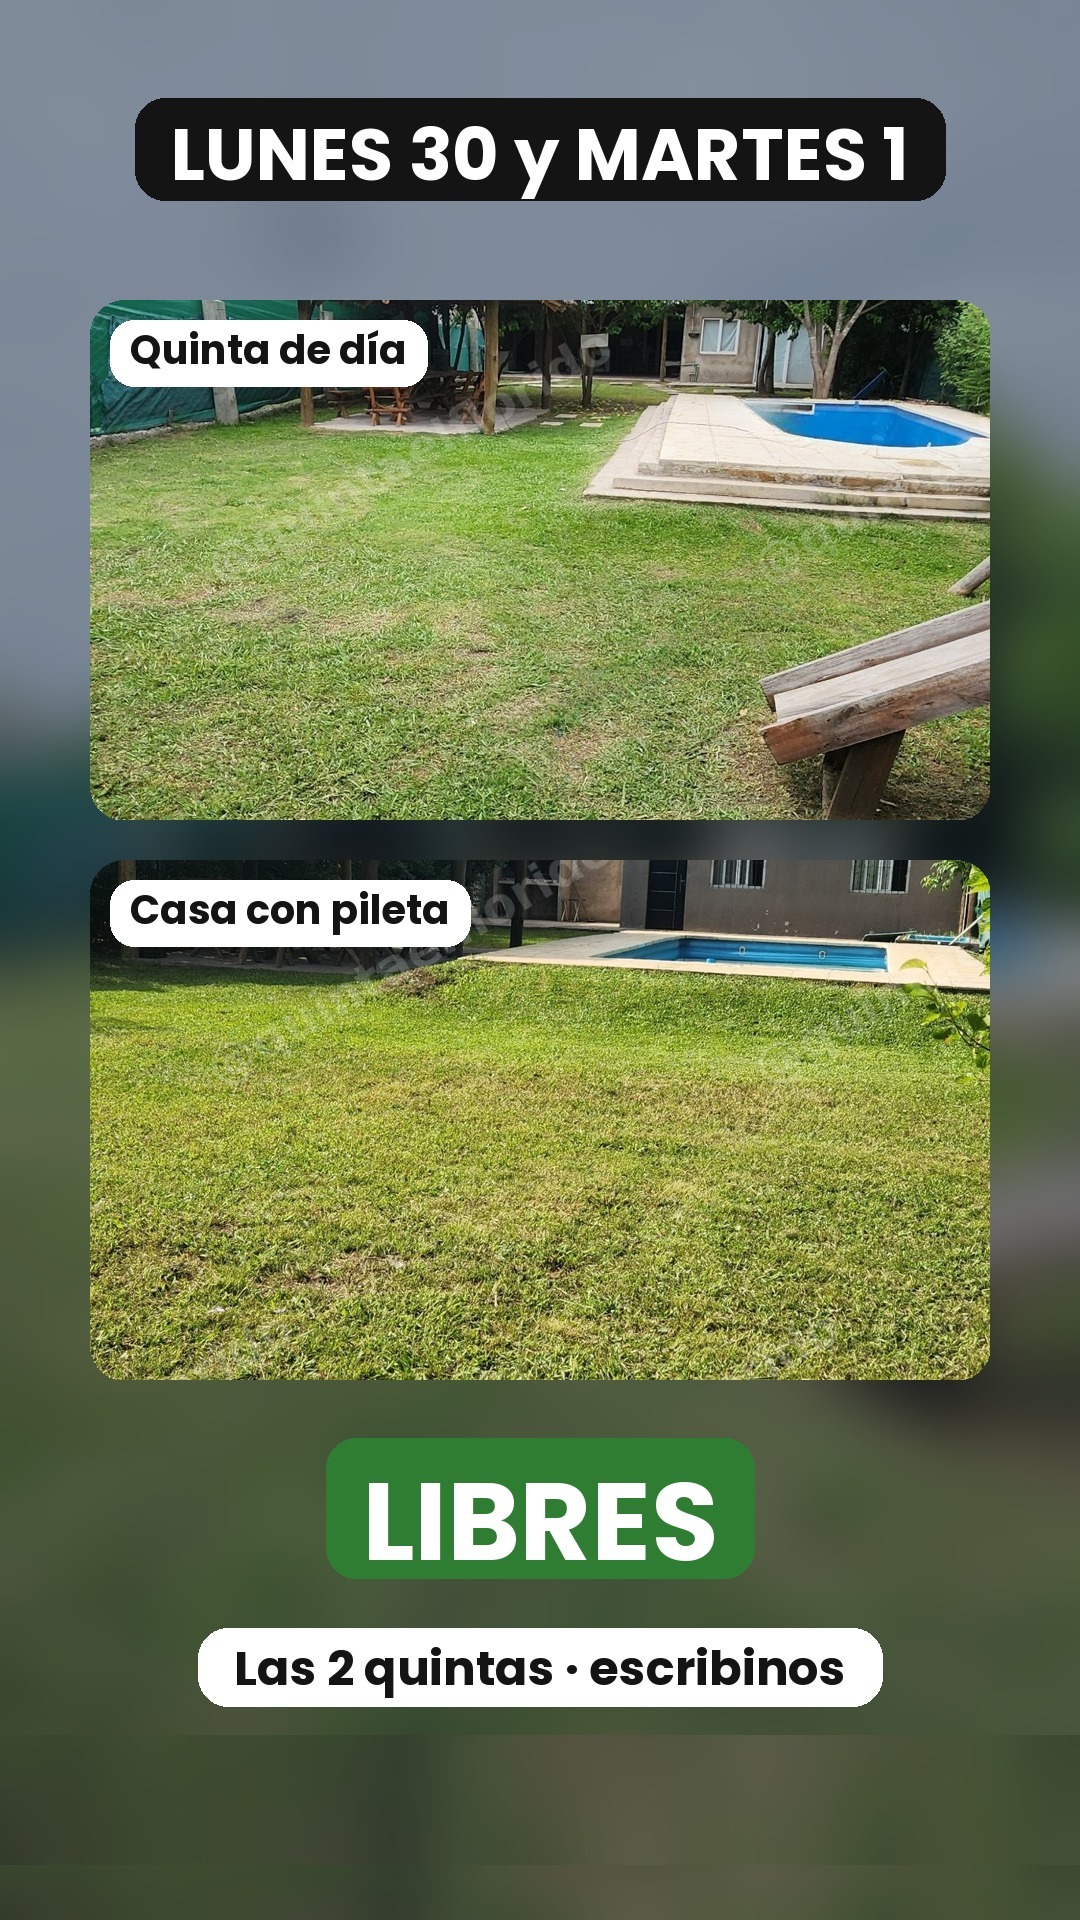 LUNES 30 y MARTES 1
Quinta de día
Casa con pileta
LIBRES
Las 2 quintas · escribinos